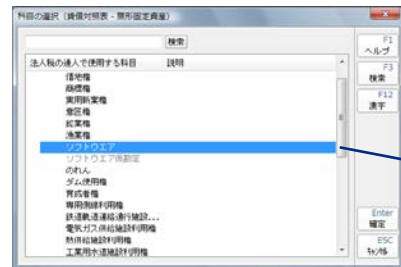 科目の選択（貸借対照表 - 無形固定資産）
検索
法人税の達人で使用する科目 説明
借地権
商標権
実用新案権
意匠権
鉱業権
漁業権
ソフトウエア
ソフトウエア仮勘定
のれん
ダム使用権
育成者権
専用側線利用権
鉄道軌道連絡通行施設...
電気ガス供給施設利用権
熱供給施設利用権
工業用水道施設利用権
F1
ヘルプ
F3
検索
F12
漢字
Enter
確定
ESC
ｷｬﾝｾﾙ